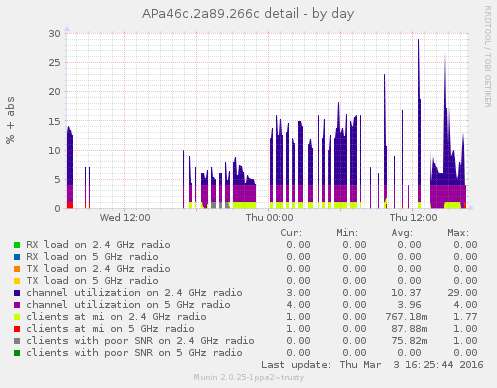 APa46c.2a89.266c detail - by day
RRDTOOL / TOBI OETIKER
% + abs
30
25
20
15
10
5
0
Wed 12:00 Thu 00:00 Thu 12:00
Cur: Min: Avg: Max:
RX load on 2.4 GHz radio 0.00 0.00 0.00 0.00
RX load on 5 GHz radio 0.00 0.00 0.00 0.00
TX load on 2.4 GHz radio 0.00 0.00 0.00 0.00
TX load on 5 GHz radio 0.00 0.00 0.00 0.00
channel utilization on 2.4 GHz radio 3.00 0.00 10.37 29.00
channel utilization on 5 GHz radio 4.00 0.00 3.96 4.00
clients at mi on 2.4 GHz radio 1.00 0.00 767.18m 1.77
clients at mi on 5 GHz radio 1.00 0.00 87.88m 1.00
clients with poor SNR on 2.4 GHz radio 0.00 0.00 75.82m 1.00
clients with poor SNR on 5 GHz radio 0.00 0.00 0.00 0.00
Last update: Thu Mar 3 16:25:44 2016
Munin 2.0.25-1ppa2~trusty